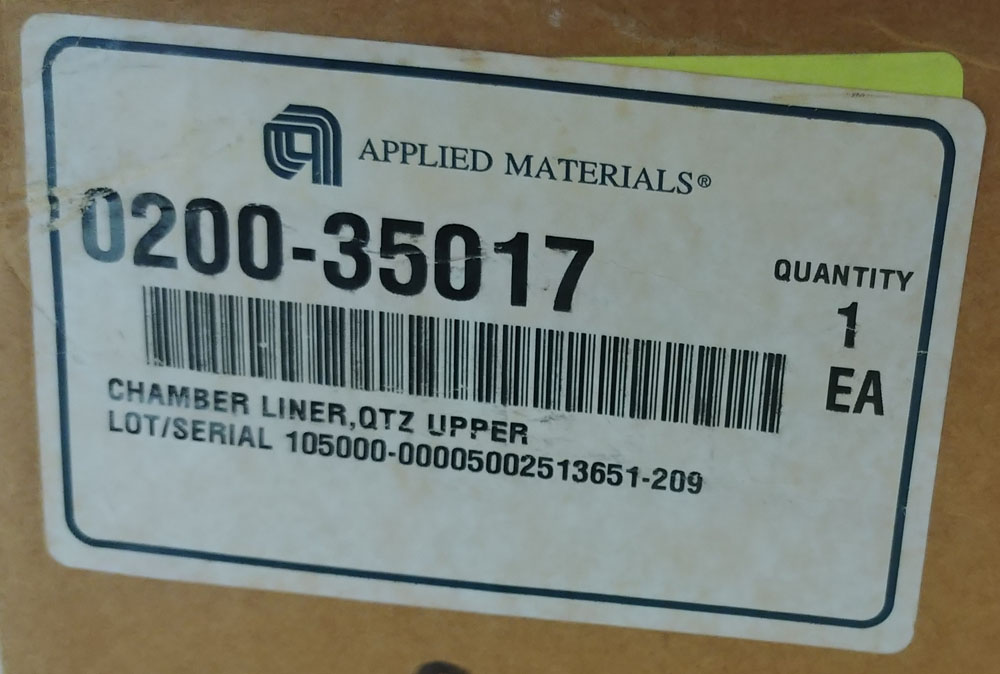 APPLIED MATERIALS®
0200-35017
QUANTITY
1
EA
CHAMBER LINER,QTZ UPPER
LOT/SERIAL 105000-00005002513651-209